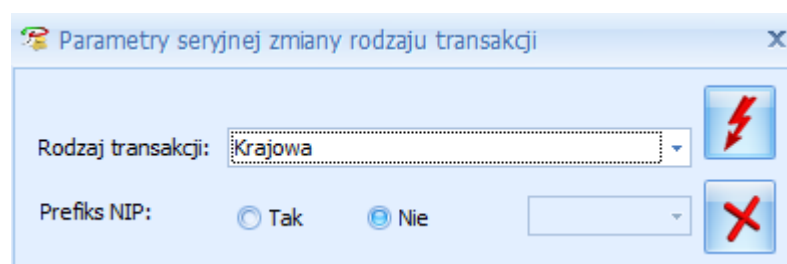 Parametry seryjnej zmiany rodzaju transakcji
Rodzaj transakcji: Krajowa
Prefiks NIP: Tak Nie